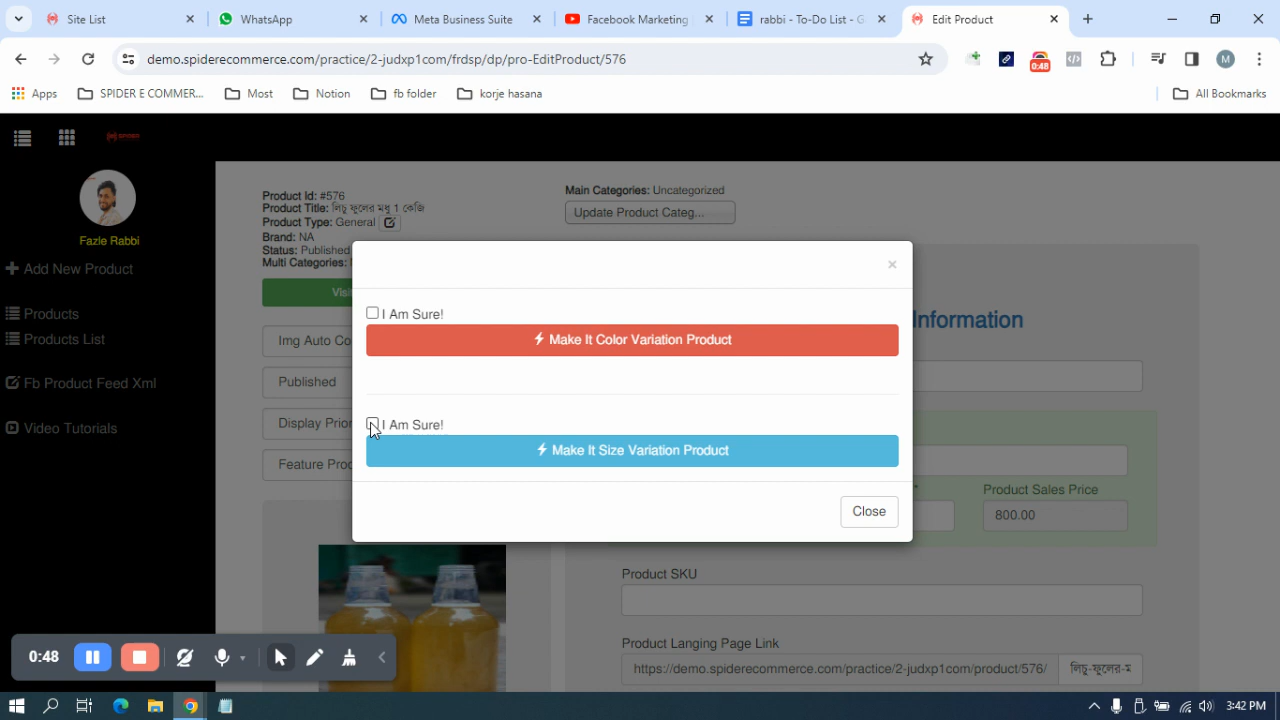 Site List
WhatsApp
Meta Business Suite
Facebook Marketing
rabbi - To-Do List - G
Edit Product
demo.spiderecommerce.com/practice/2-judxp1com/frdsp/dp/pro-EditProduct/576
0:48
M
Apps
SPIDER E COMMER...
Most
Notion
fb folder
korje hasana
All Bookmarks
SPIDER
Fazle Rabbi
Add New Product
Products
Products List
Fb Product Feed Xml
Video Tutorials
Product Id: #576
Product Title: লিচু ফুলের মধু 1 কেজি
Product Type: General
Brand: NA
Status: Published
Multi Categories:
Main Categories: Uncategorized
Update Product Categ...
Visi
Img Auto Co
Published
Display Prior
Feature Prod
×
I Am Sure!
Make It Color Variation Product
I Am Sure!
Make It Size Variation Product
Close
Information
*
Product Sales Price
800.00
Product SKU
Product Langing Page Link
https://demo.spiderecommerce.com/practice/2-judxp1com/product/576/
লিচু-ফুলের-ম
0:48
3:42 PM